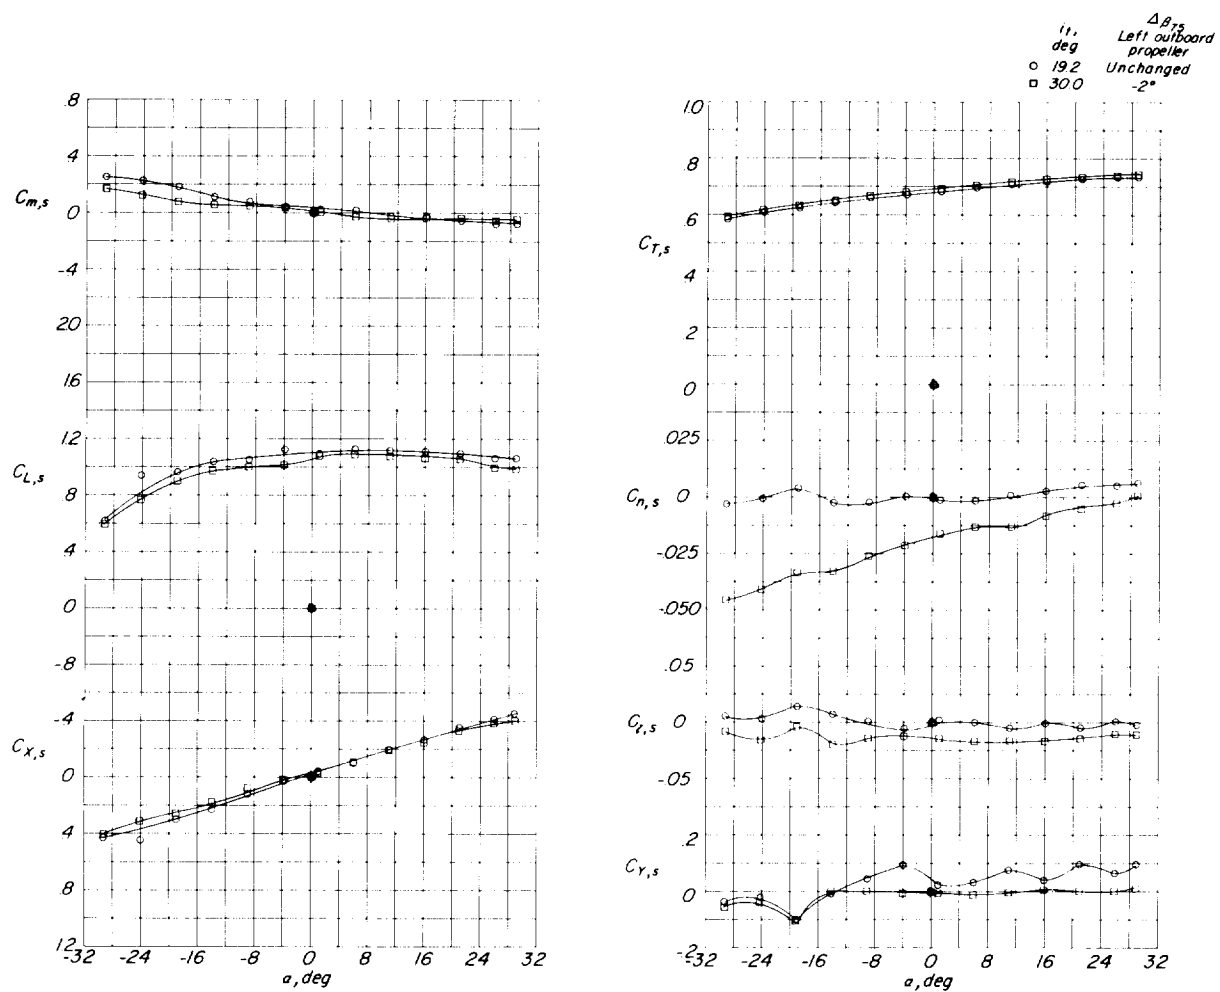 it, deg
Δβ.75 Left outboard propeller
○ 19.2 Unchanged
□ 30.0 -2°
.8
.4
Cm,s
0
-.4
2.0
1.6
1.2
CL,s
.8
.4
0
-.8
-.4
CX,s
0
.4
.8
1.2
-32 -24 -16 -8 0 8 16 24 32
α, deg
1.0
.8
.6
CT,s
.4
.2
0
.025
Cn,s
0
-.025
-.050
.05
Cl,s
0
-.05
.2
CY,s
0
-.2
-32 -24 -16 -8 0 8 16 24 32
α, deg